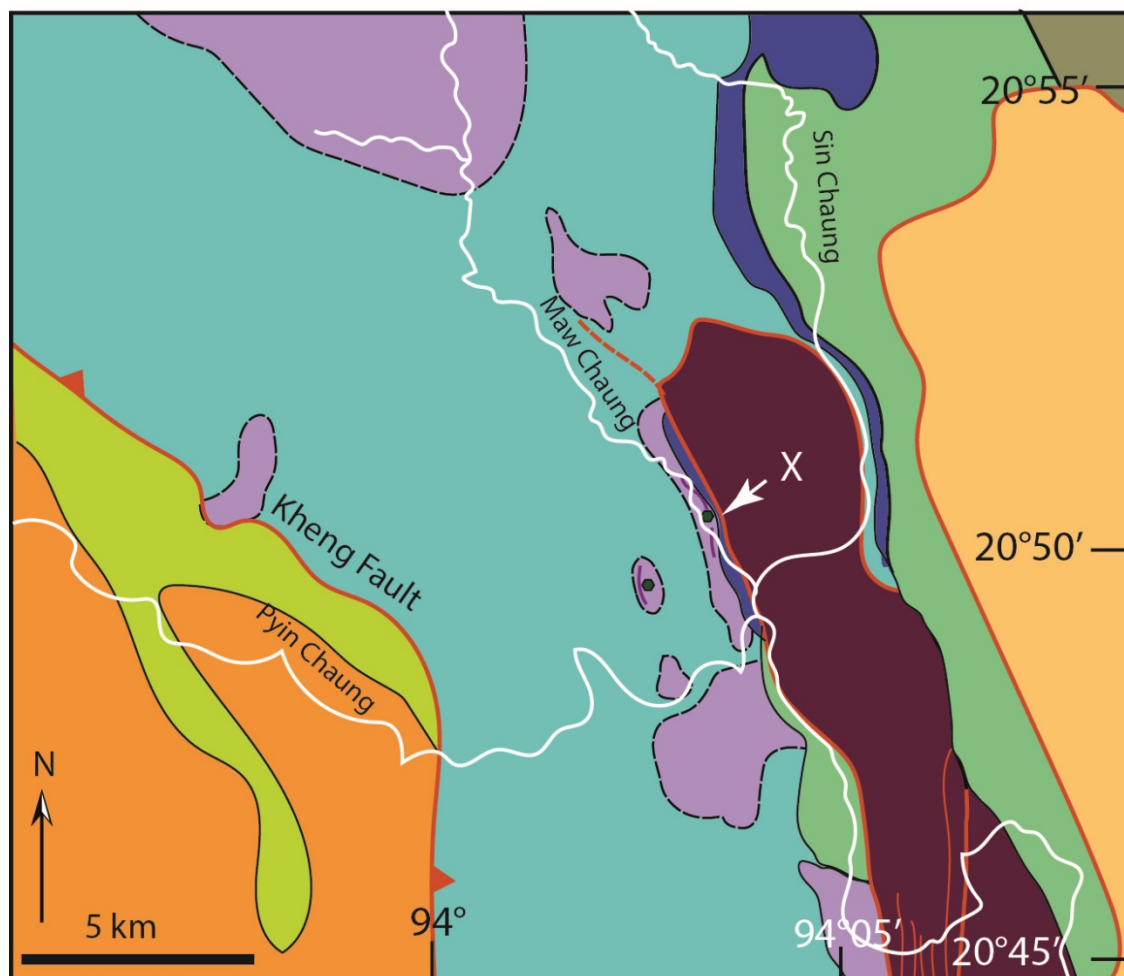 20°55'
Sin Chaung
Maw Chaung
X
20°50'
Kheng Fault
Pyin Chaung
N
5 km
94°
94°05'
20°45'